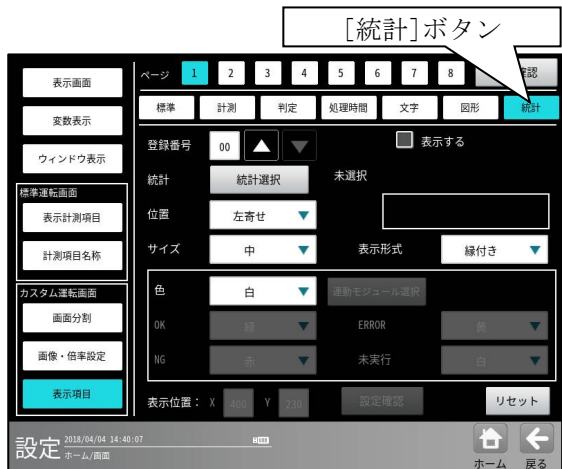 [統計]ボタン
ページ 1 2 3 4 5 6 7 8 認
表示画面
変数表示
ウィンドウ表示
標準運転画面
表示計測項目
計測項目名称
カスタム運転画面
画面分割
画像・倍率設定
表示項目
標準 計測 判定 処理時間 文字 図形 統計
登録番号 00 表示する
統計 統計選択 未選択
位置 左寄せ
サイズ 中 表示形式 縁付き
色 白 連動モジュール選択
OK 緑 ERROR 黄
NG 赤 未実行 白
表示位置： X 400 Y 230 設定確認 リセット
設定 2018/04/04 14:40:07
ホーム/画面
ホーム 戻る